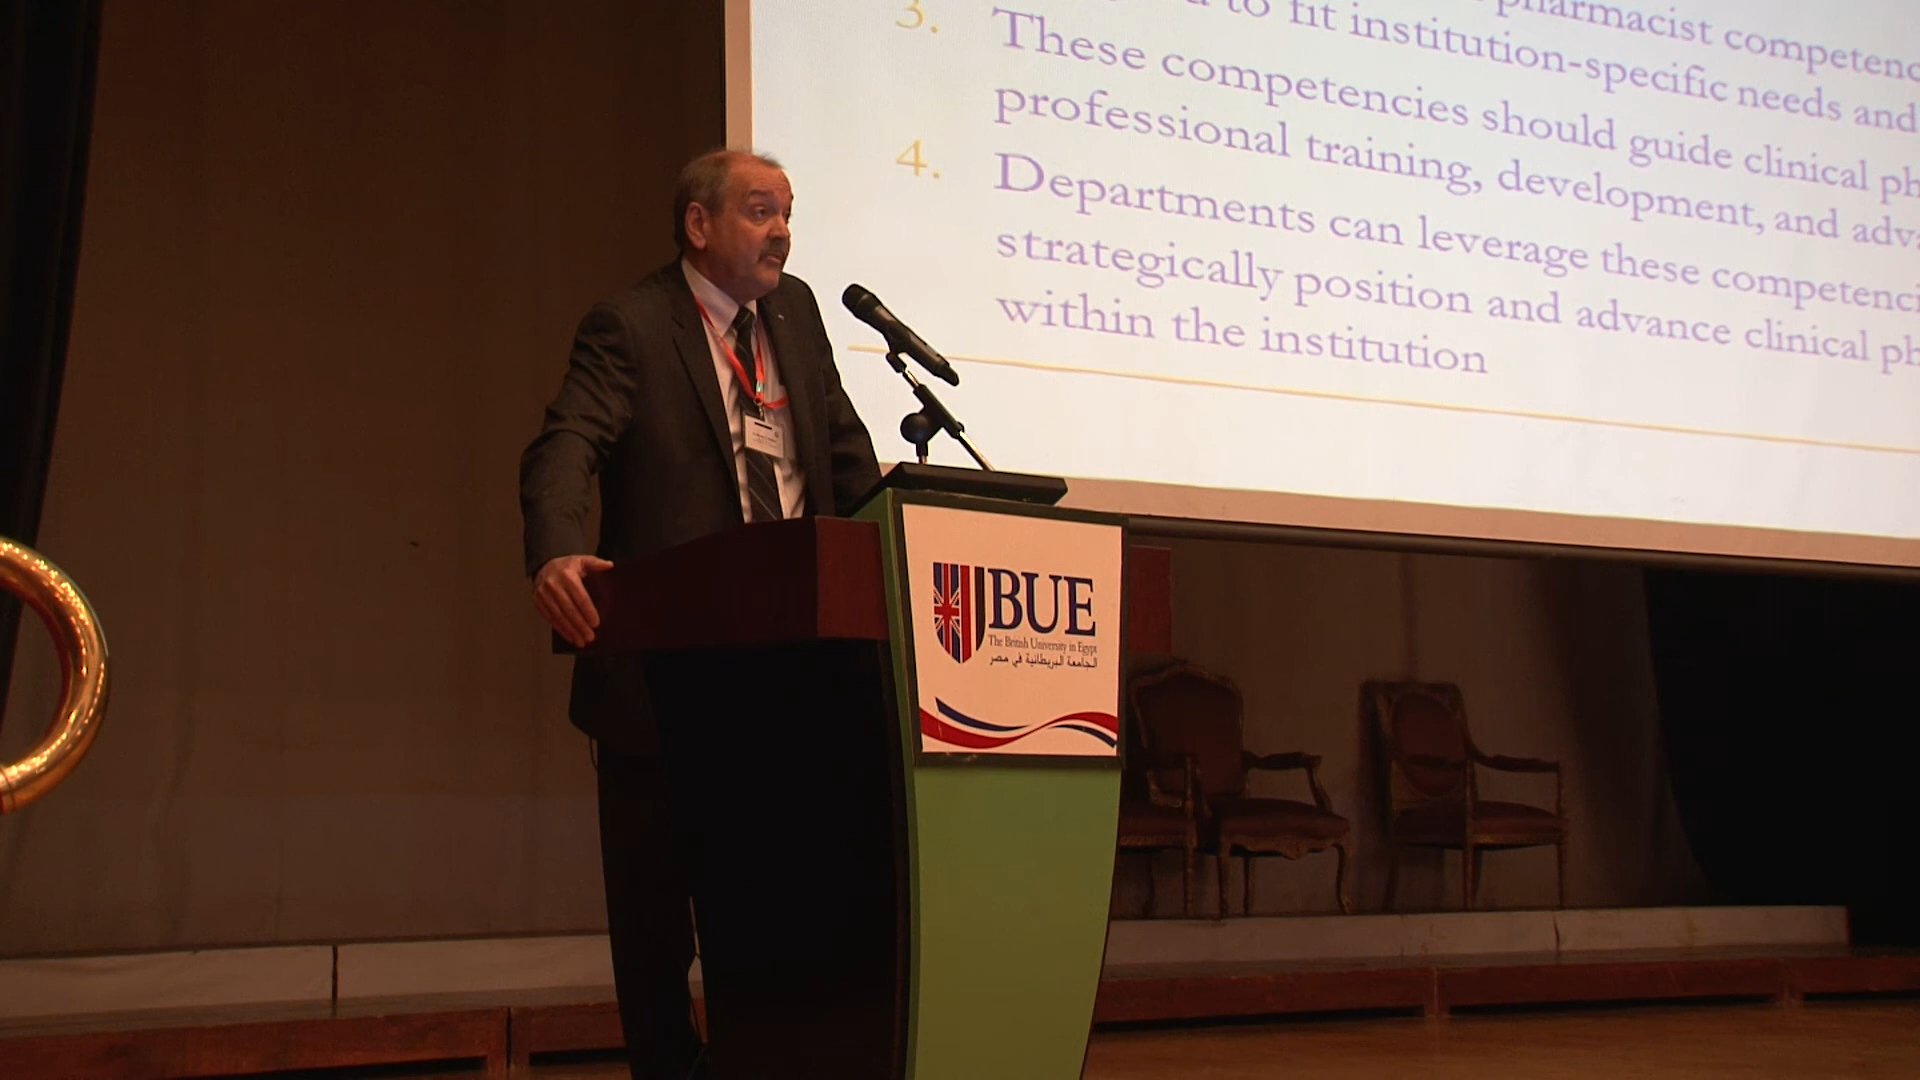 pharmacist competenc
to fit institution-specific needs and
3. These competencies should guide clinical ph
professional training, development, and adva
4. Departments can leverage these competenci
strategically position and advance clinical ph
within the institution
BUE
The British University in Egypt
الجامعة البريطانية في مصر